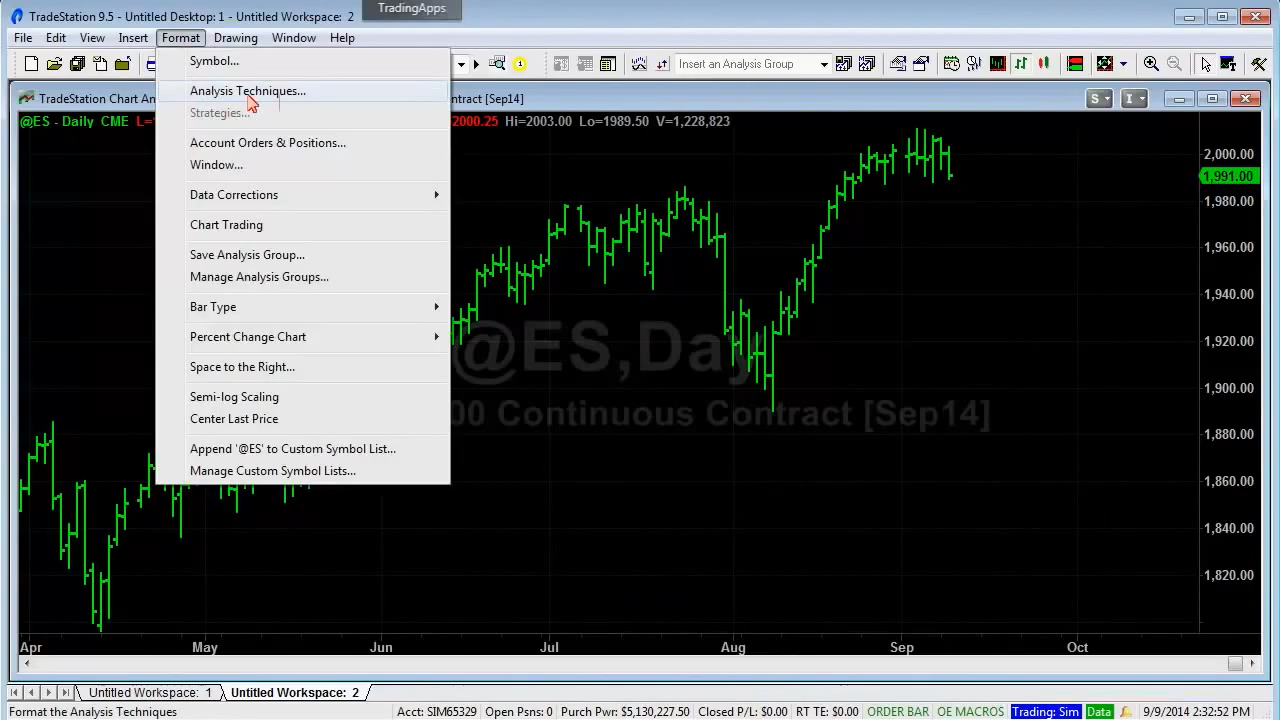 TradeStation 9.5 - Untitled Desktop: 1 - Untitled Workspace: 2
TradingApps
File Edit View Insert Format Drawing Window Help
Insert an Analysis Group
TradeStation Chart An
ntract [Sep14]
S
I
@ES - Daily CME L=
2000.25 Hi=2003.00 Lo=1989.50 V=1,228,823
Symbol...
Analysis Techniques...
Strategies...
Account Orders & Positions...
Window...
Data Corrections
Chart Trading
Save Analysis Group...
Manage Analysis Groups...
Bar Type
Percent Change Chart
Space to the Right...
Semi-log Scaling
Center Last Price
Append '@ES' to Custom Symbol List...
Manage Custom Symbol Lists...
@ES,Day
00 Continuous Contract [Sep14]
2,000.00
1,991.00
1,980.00
1,960.00
1,940.00
1,920.00
1,900.00
1,880.00
1,860.00
1,840.00
1,820.00
Apr May Jun Jul Aug Sep Oct
Untitled Workspace: 1 Untitled Workspace: 2
Format the Analysis Techniques
Acct: SIM65329 Open Psns: 0 Purch Pwr: $5,130,227.50 Closed P/L: $0.00 RT TE: $0.00 ORDER BAR OE MACROS Trading: Sim Data 9/9/2014 2:32:52 PM